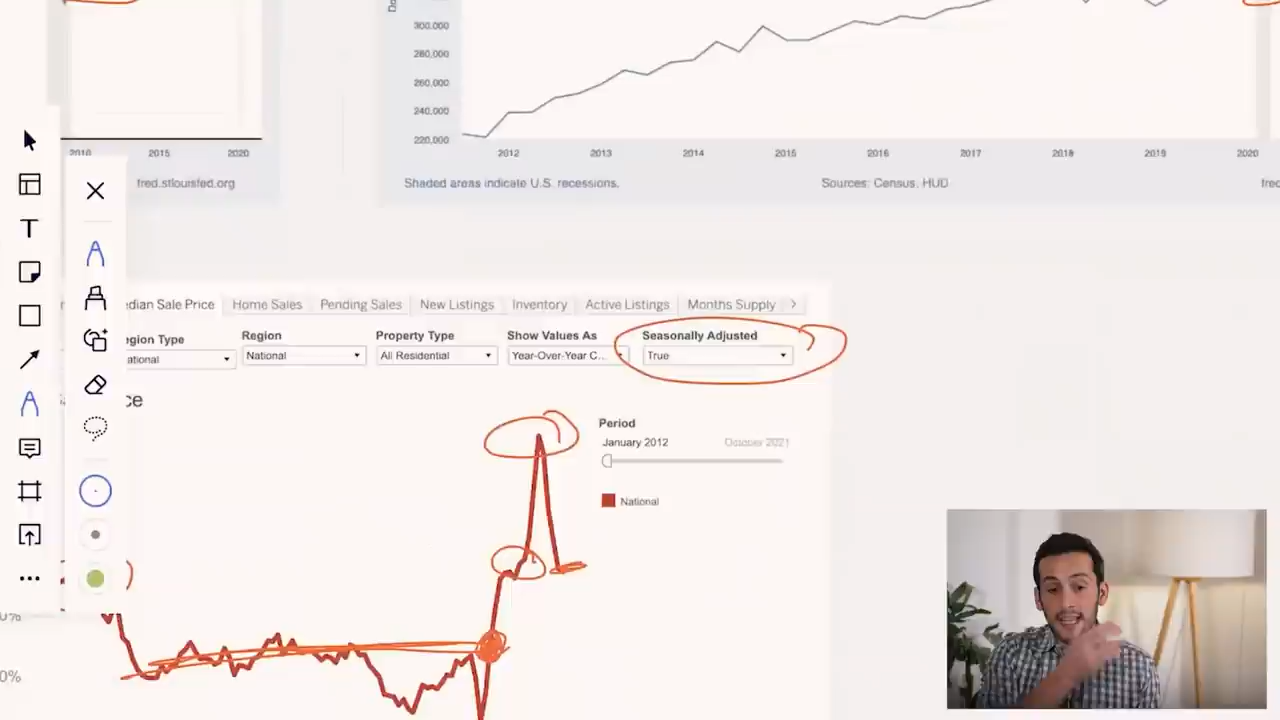 300,000
280,000
260,000
240,000
220,000
2012 2013 2014 2015 2016 2017 2018 2019 2020
2010 2015 2020
fred.stlouisfed.org
Shaded areas indicate U.S. recessions.
Sources: Census, HUD
fred
T
edian Sale Price Home Sales Pending Sales New Listings Inventory Active Listings Months Supply
egion Type Region Property Type Show Values As Seasonally Adjusted
ational National All Residential Year-Over-Year C... True
ce
Period
January 2012 October 2021
National
0%
0%